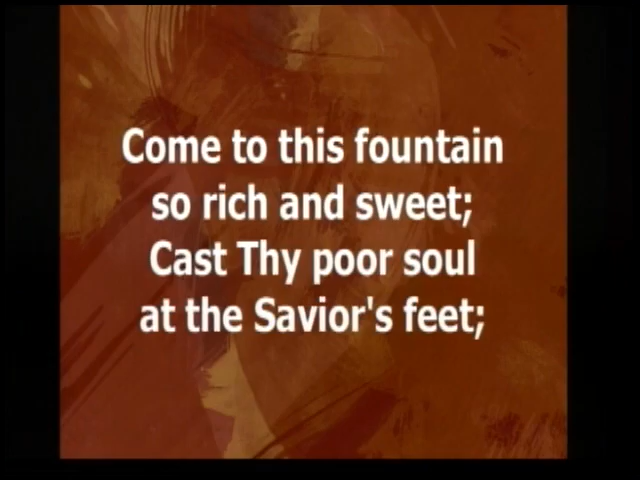 Come to this fountain
so rich and sweet;
Cast Thy poor soul
at the Savior's feet;